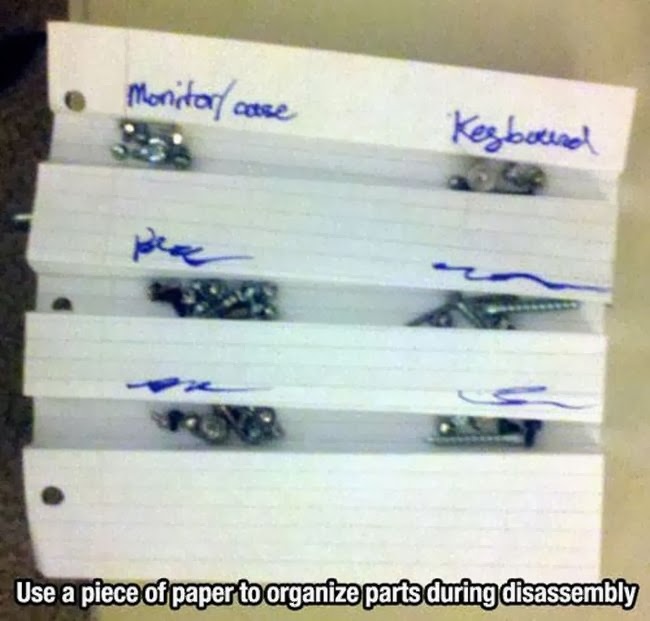 Monitor/case
Keyboard
Use a piece of paper to organize parts during disassembly